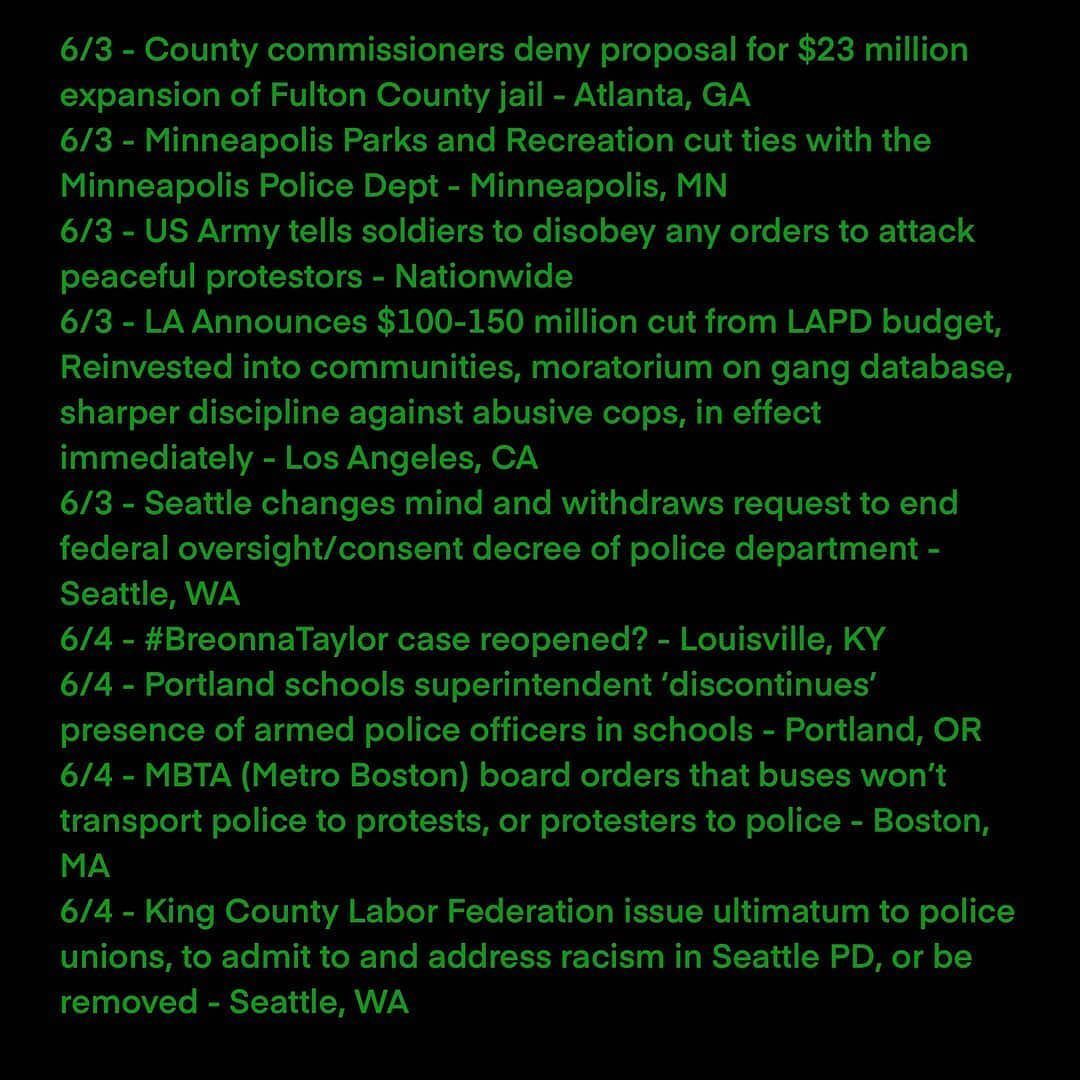 6/3 - County commissioners deny proposal for $23 million
expansion of Fulton County jail - Atlanta, GA
6/3 - Minneapolis Parks and Recreation cut ties with the
Minneapolis Police Dept - Minneapolis, MN
6/3 - US Army tells soldiers to disobey any orders to attack
peaceful protestors - Nationwide
6/3 - LA Announces $100-150 million cut from LAPD budget,
Reinvested into communities, moratorium on gang database,
sharper discipline against abusive cops, in effect
immediately - Los Angeles, CA
6/3 - Seattle changes mind and withdraws request to end
federal oversight/consent decree of police department -
Seattle, WA
6/4 - #BreonnaTaylor case reopened? - Louisville, KY
6/4 - Portland schools superintendent ‘discontinues’
presence of armed police officers in schools - Portland, OR
6/4 - MBTA (Metro Boston) board orders that buses won’t
transport police to protests, or protesters to police - Boston,
MA
6/4 - King County Labor Federation issue ultimatum to police
unions, to admit to and address racism in Seattle PD, or be
removed - Seattle, WA